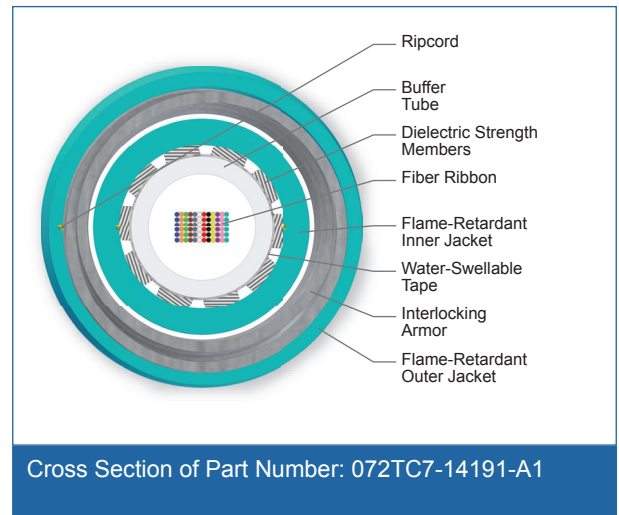 Ripcord
Buffer
Tube
Dielectric Strength
Members
Fiber Ribbon
Flame-Retardant
Inner Jacket
Water-Swellable
Tape
Interlocking
Armor
Flame-Retardant
Outer Jacket
Cross Section of Part Number: 072TC7-14191-A1